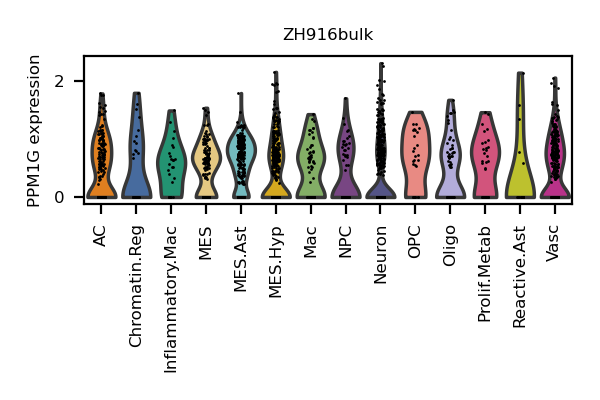 ZH916bulk
PPM1G expression
2
0
AC
Chromatin.Reg
Inflammatory.Mac
MES
MES.Ast
MES.Hyp
Mac
NPC
Neuron
OPC
Oligo
Prolif.Metab
Reactive.Ast
Vasc